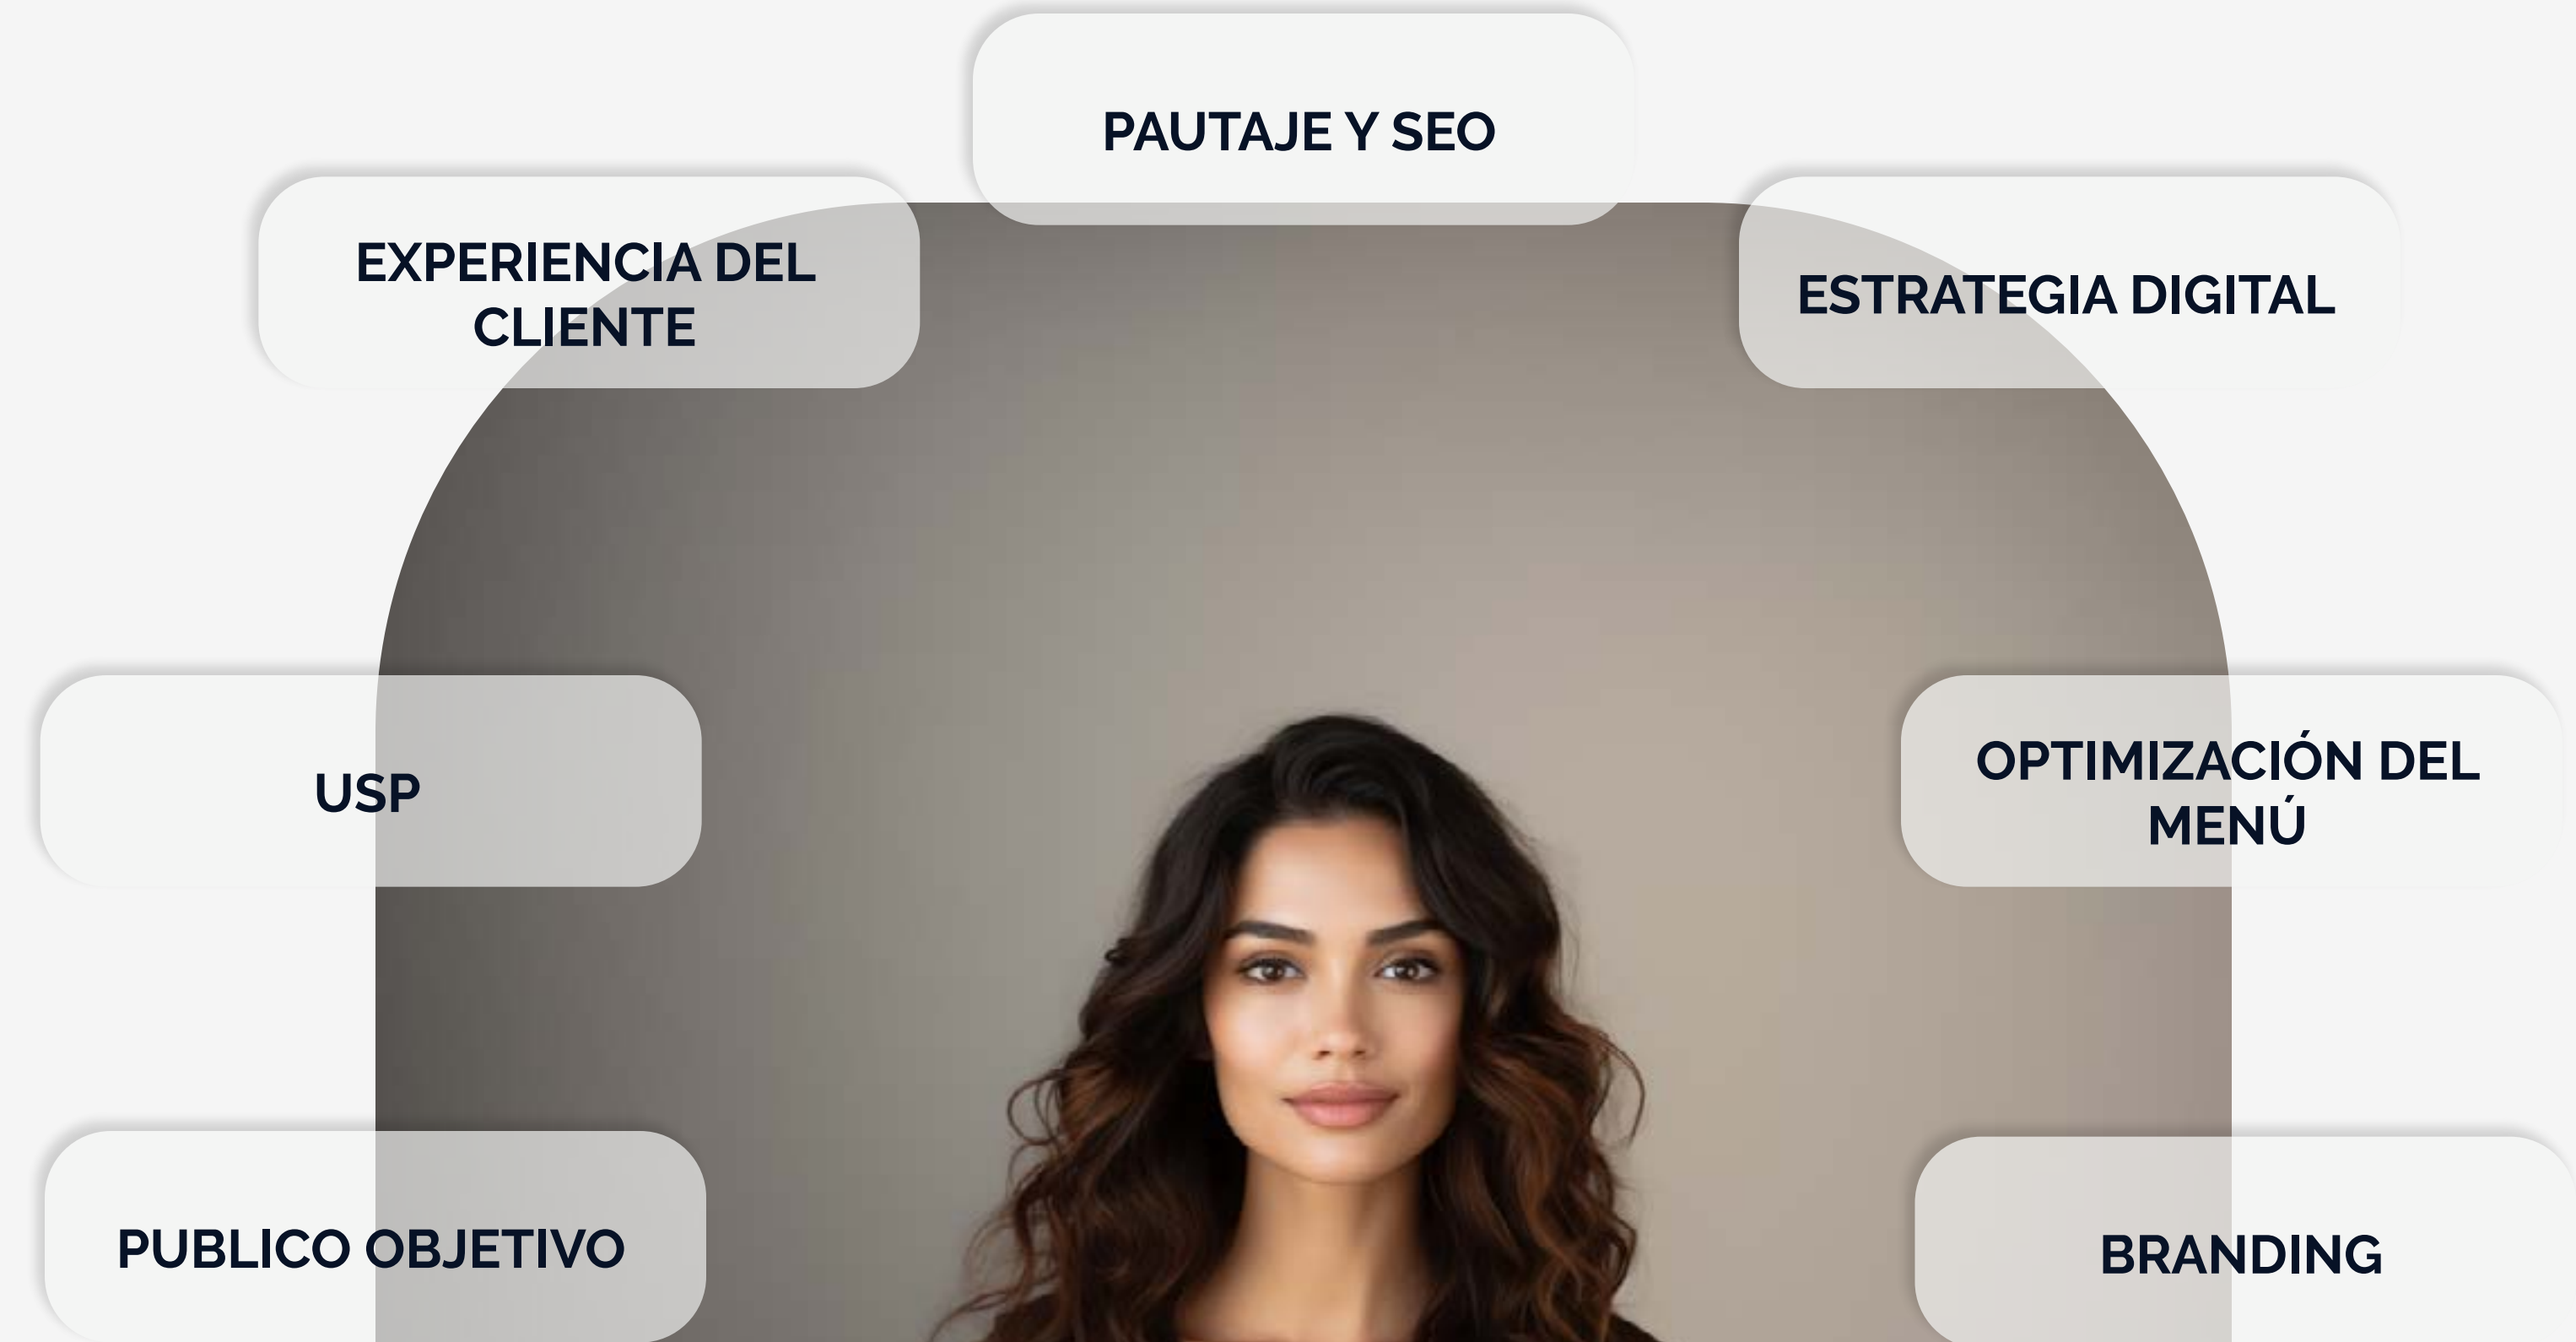 PAUTAJE Y SEO
EXPERIENCIA DEL
CLIENTE
ESTRATEGIA DIGITAL
USP
OPTIMIZACIÓN DEL
MENÚ
PUBLICO OBJETIVO
BRANDING